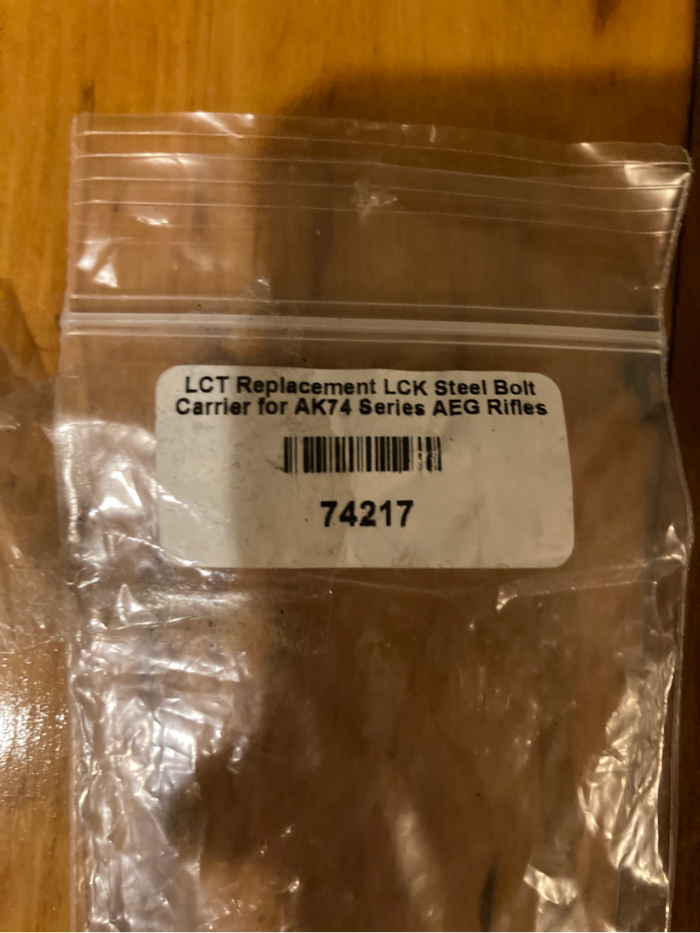 LCT Replacement LCK Steel Bolt
Carrier for AK74 Series AEG Rifles
74217